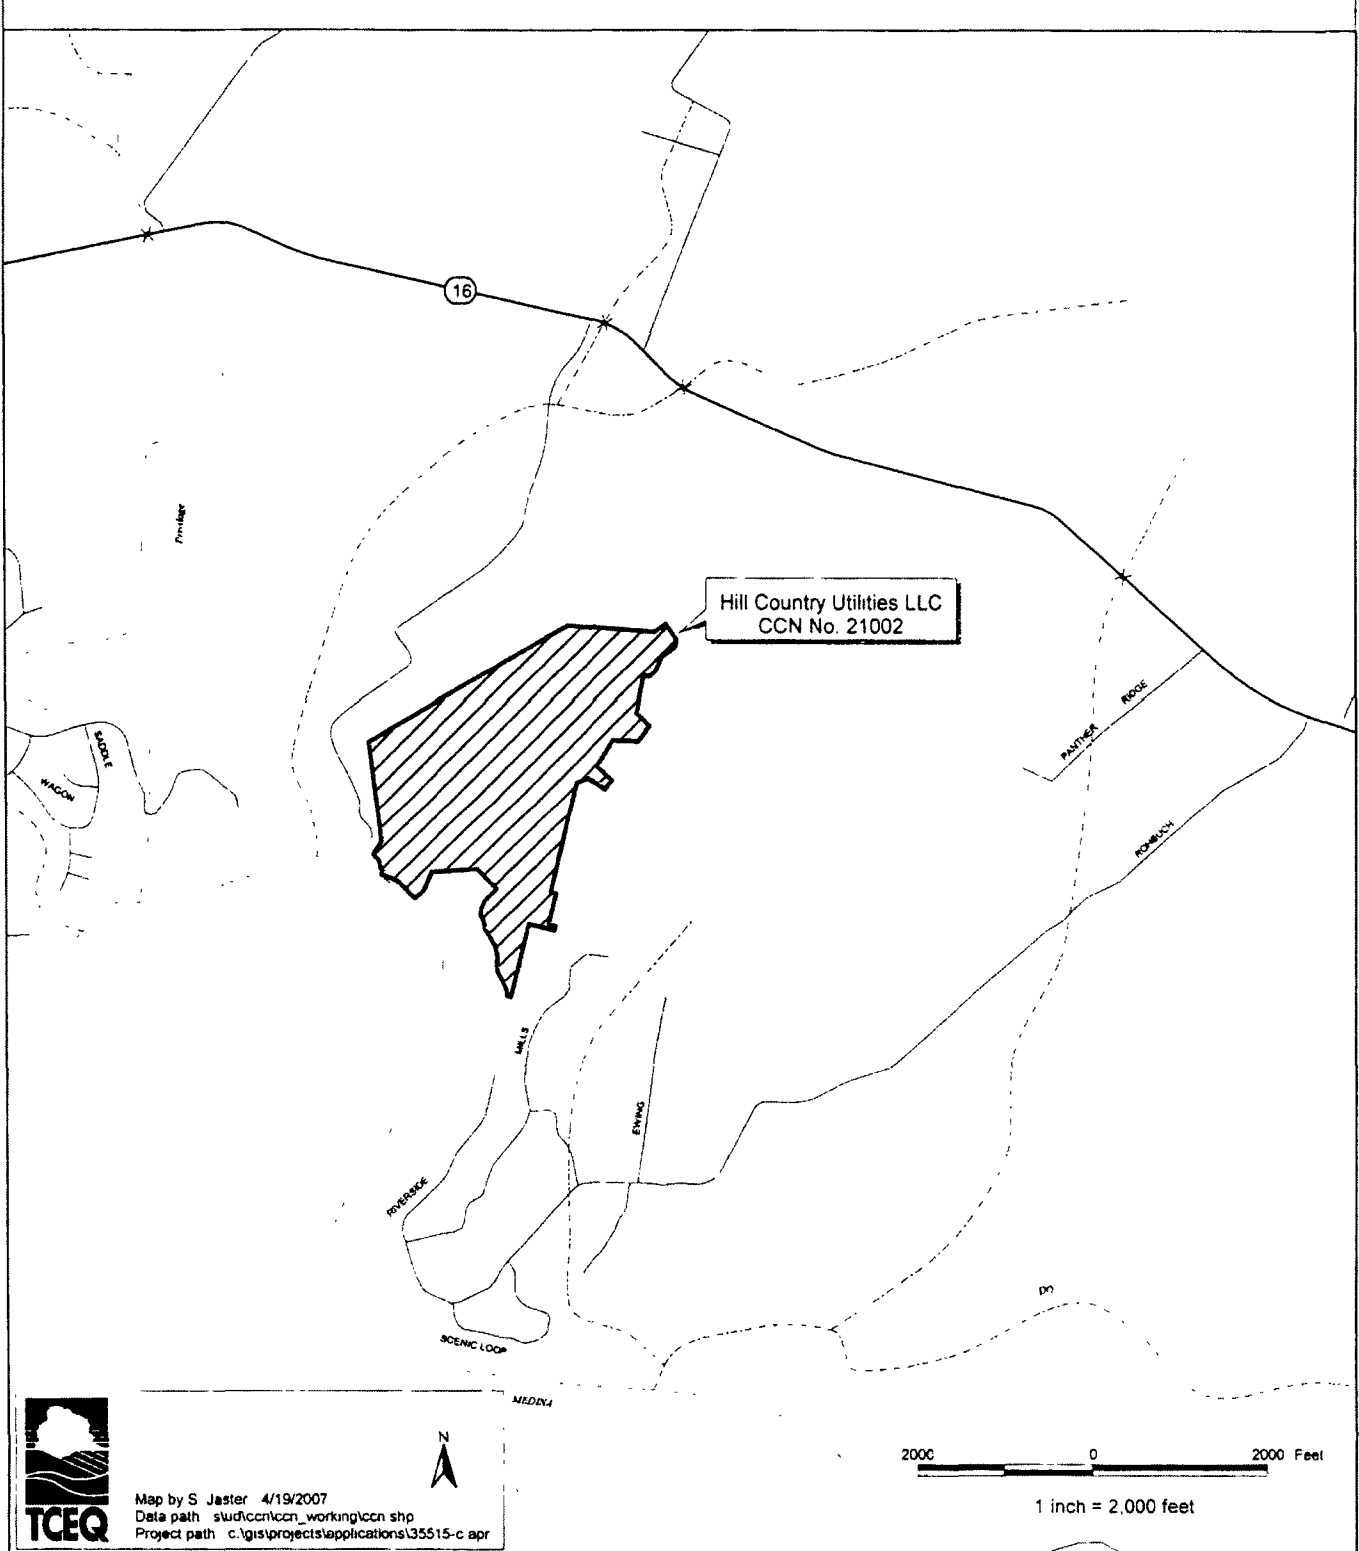 16
Privilege
Hill Country Utilities LLC
CCN No. 21002
PANTHER RIDGE
SADDLE
WAGON
ROHBUCH
MILLS
EWING
RIVERSIDE
SCENIC LOOP
MEDINA
N
2000 0 2000 Feet
1 inch = 2,000 feet
TCEQ
Map by S Jaster 4/19/2007
Data path s\ud\ccn\ccn_working\ccn shp
Project path c.\gis\projects\applications\35515-c apr